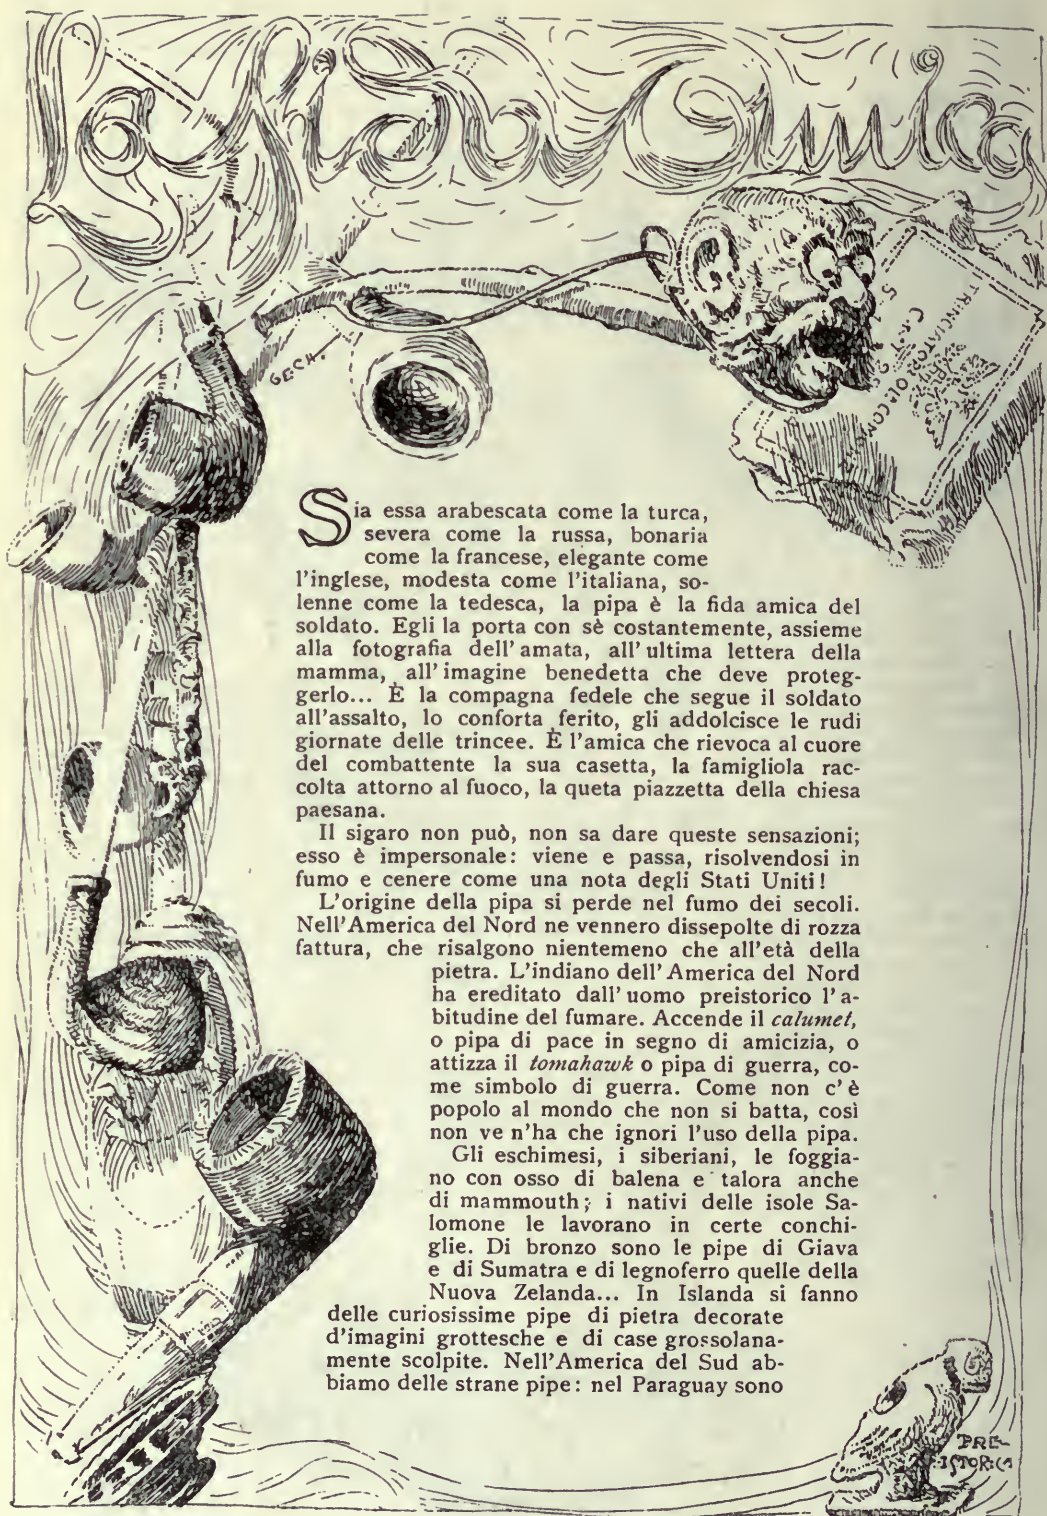 La fida amica
GECH.
TRINCIATO
Sia essa arabescata come la turca,
severa come la russa, bonaria
come la francese, elegante come
l'inglese, modesta come l'italiana, so-
lenne come la tedesca, la pipa è la fida amica del
soldato. Egli la porta con sè costantemente, assieme
alla fotografia dell'amata, all'ultima lettera della
mamma, all'imagine benedetta che deve proteg-
gerlo... È la compagna fedele che segue il soldato
all'assalto, lo conforta ferito, gli addolcisce le rudi
giornate delle trincee. È l'amica che rievoca al cuore
del combattente la sua casetta, la famigliola rac-
colta attorno al fuoco, la queta piazzetta della chiesa
paesana.
Il sigaro non può, non sa dare queste sensazioni;
esso è impersonale: viene e passa, risolvendosi in
fumo e cenere come una nota degli Stati Uniti!
L'origine della pipa si perde nel fumo dei secoli.
Nell'America del Nord ne vennero dissepolte di rozza
fattura, che risalgono nientemeno che all'età della
pietra. L'indiano dell'America del Nord
ha ereditato dall'uomo preistorico l'a-
bitudine del fumare. Accende il calumet,
o pipa di pace in segno di amicizia, o
attizza il tomahawk o pipa di guerra, co-
me simbolo di guerra. Come non c'è
popolo al mondo che non si batta, così
non ve n'ha che ignori l'uso della pipa.
Gli eschimesi, i siberiani, le foggia-
no con osso di balena e talora anche
di mammouth; i nativi delle isole Sa-
lomone le lavorano in certe conchi-
glie. Di bronzo sono le pipe di Giava
e di Sumatra e di legnoferro quelle della
Nuova Zelanda... In Islanda si fanno
delle curiosissime pipe di pietra decorate
d'imagini grottesche e di case grossolana-
mente scolpite. Nell'America del Sud ab-
biamo delle strane pipe: nel Paraguay sono
PRE-
ISTORICA